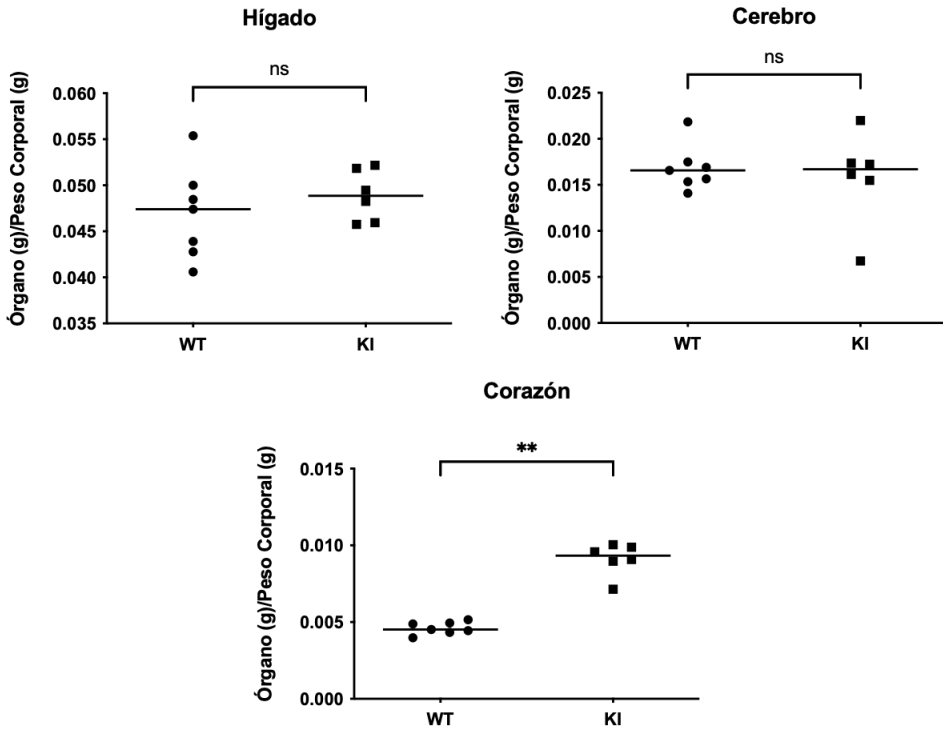 Hígado
ns
Órgano (g)/Peso Corporal (g)
0.060
0.055
0.050
0.045
0.040
0.035
WT
KI
Cerebro
ns
Órgano (g)/Peso Corporal (g)
0.025
0.020
0.015
0.010
0.005
0.000
WT
KI
Corazón
**
Órgano (g)/Peso Corporal (g)
0.015
0.010
0.005
0.000
WT
KI